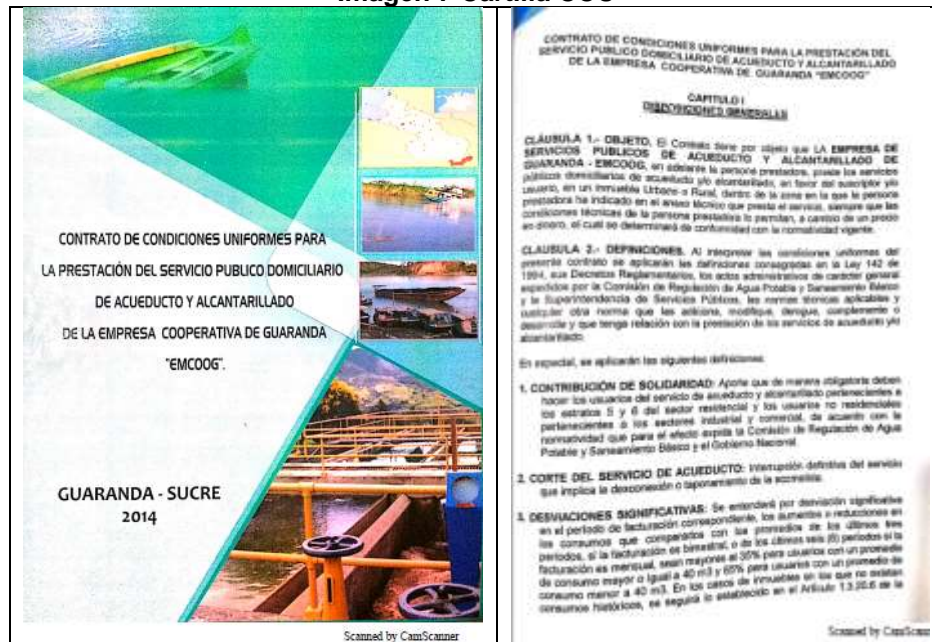 CONTRATO DE CONDICIONES UNIFORMES PARA
LA PRESTACIÓN DEL SERVICIO PUBLICO DOMICILIARIO
DE ACUEDUCTO Y ALCANTARILLADO
DE LA EMPRESA COOPERATIVA DE GUARANDA
"EMCOOG".
GUARANDA - SUCRE
2014
Scanned by CamScanner
CONTRATO DE CONDICIONES UNIFORMES PARA LA PRESTACIÓN DEL
SERVICIO PUBLICO DOMICILIARIO DE ACUEDUCTO Y ALCANTARILLADO
DE LA EMPRESA COOPERATIVA DE GUARANDA "EMCOOG"
CAPITULO I
DISPOSICIONES GENERALES
CLÁUSULA 1.- OBJETO. El Contrato tiene por objeto que LA EMPRESA DE
SERVICIOS PUBLICOS DE ACUEDUCTO Y ALCANTARILLADO DE
GUARANDA - EMCOOG, en adelante la persona prestadora, preste los servicios
públicos domiciliarios de acueducto y/o alcantarillado, en favor del suscriptor y/o
usuario, en un inmueble Urbano o Rural, dentro de la zona en la que la persona
prestadora ha indicado en el anexo técnico que presta el servicio, siempre que las
condiciones técnicas de la persona prestadora lo permitan, a cambio de un precio
en dinero, el cual se determinará de conformidad con la normatividad vigente.
CLAUSULA 2.- DEFINICIONES. Al interpretar las condiciones uniformes del
presente contrato se aplicarán las definiciones consagradas en la Ley 142 de
1994, sus Decretos Reglamentarios, los actos administrativos de carácter general
expedidos por la Comisión de Regulación de Agua Potable y Saneamiento Básico
y la Superintendencia de Servicios Públicos, las normas técnicas aplicables y
cualquier otra norma que las adicione, modifique, derogue, complemente o
desarrolle y que tenga relación con la prestación de los servicios de acueducto y/o
alcantarillado.
En especial, se aplicarán las siguientes definiciones:
1. CONTRIBUCIÓN DE SOLIDARIDAD: Aporte que de manera obligatoria deben
hacer los usuarios del servicio de acueducto y alcantarillado pertenecientes a
los estratos 5 y 6 del sector residencial y los usuarios no residenciales
pertenecientes a los sectores industrial y comercial, de acuerdo con la
normatividad que para el efecto expida la Comisión de Regulación de Agua
Potable y Saneamiento Básico y el Gobierno Nacional.
2. CORTE DEL SERVICIO DE ACUEDUCTO: Interrupción definitiva del servicio
que implica la desconexión o taponamiento de la acometida.
3. DESVIACIONES SIGNIFICATIVAS: Se entenderá por desviación significativa
en el periodo de facturación correspondiente, los aumentos o reducciones en
los consumos que comparados con los promedios de los últimos tres
periodos, si la facturación es bimestral, o de los últimos seis (6) periodos si la
facturación es mensual, sean mayores al 35% para usuarios con un promedio
de consumo mayor o igual a 40 m3 y 65% para usuarios con un promedio de
consumo menor a 40 m3. En los casos de inmuebles en los que no existan
consumos históricos, se seguirá lo establecido en el Artículo 1.3.20.6 de la
Scanned by